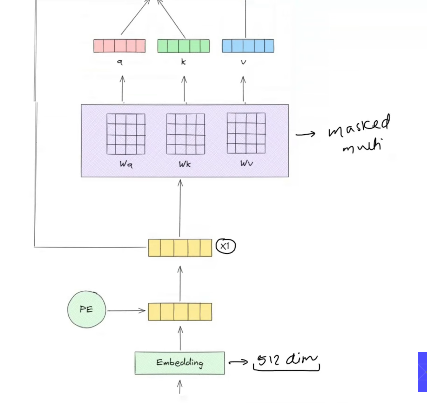 q k v
Wq Wk Wv
masked
multi
X1
PE
Embedding
512 dim